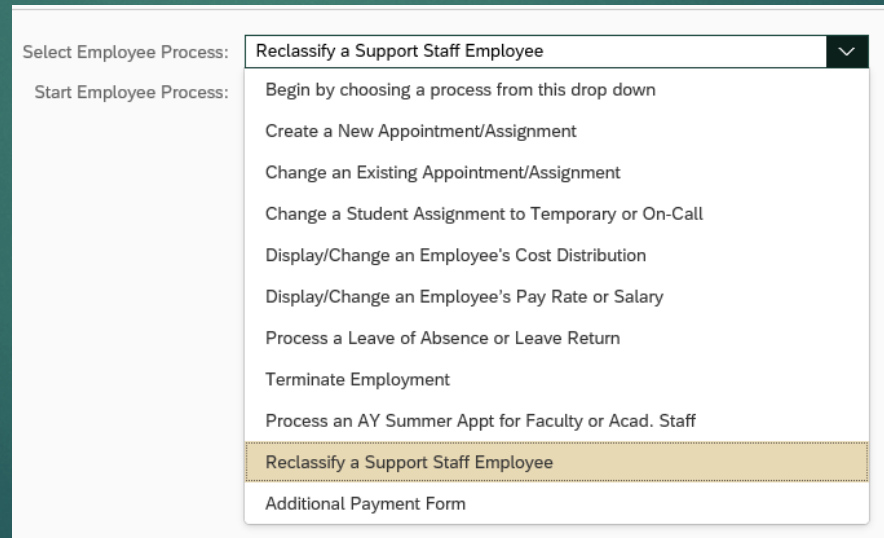 Select Employee Process: Reclassify a Support Staff Employee
Start Employee Process:
Begin by choosing a process from this drop down
Create a New Appointment/Assignment
Change an Existing Appointment/Assignment
Change a Student Assignment to Temporary or On-Call
Display/Change an Employee's Cost Distribution
Display/Change an Employee's Pay Rate or Salary
Process a Leave of Absence or Leave Return
Terminate Employment
Process an AY Summer Appt for Faculty or Acad. Staff
Reclassify a Support Staff Employee
Additional Payment Form